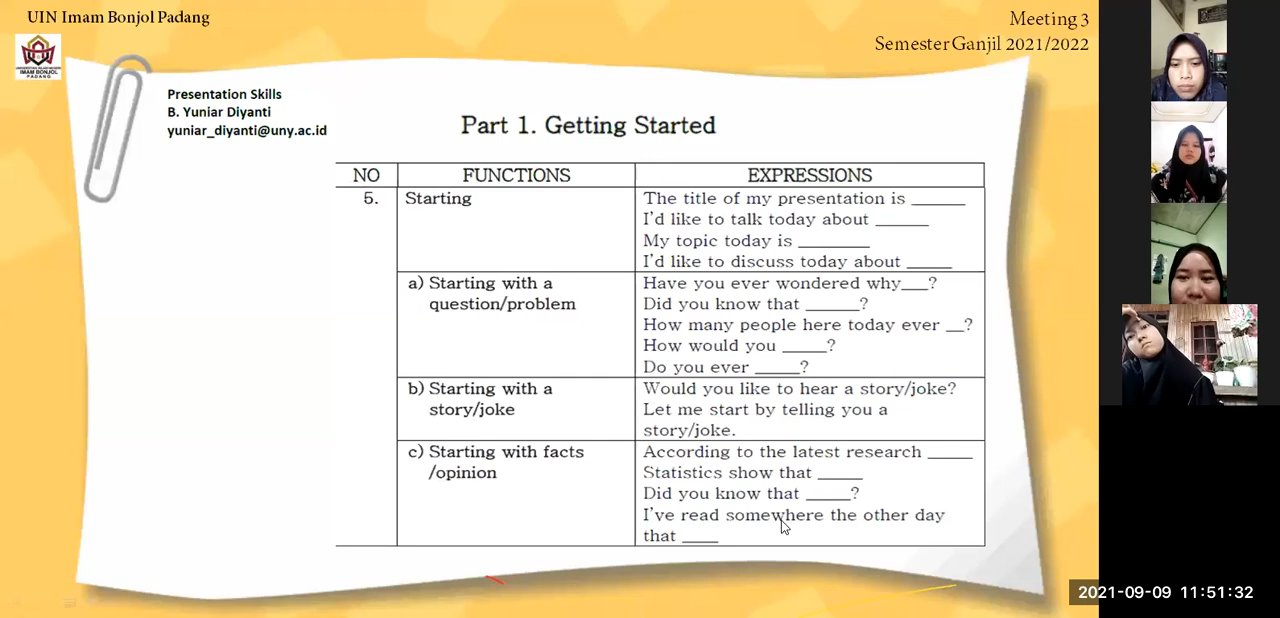 UIN Imam Bonjol Padang
Meeting 3
Semester Ganjil 2021/2022
IMAM BONJOL
PADANG
Presentation Skills
B. Yuniar Diyanti
yuniar_diyanti@uny.ac.id
Part 1. Getting Started
NO FUNCTIONS EXPRESSIONS
5. Starting The title of my presentation is ______
I'd like to talk today about ______
My topic today is ________
I'd like to discuss today about _____
a) Starting with a Have you ever wondered why___?
question/problem Did you know that ______?
How many people here today ever __?
How would you _____?
Do you ever _____?
b) Starting with a Would you like to hear a story/joke?
story/joke Let me start by telling you a
story/joke.
c) Starting with facts According to the latest research _____
/opinion Statistics show that _____
Did you know that _____?
I've read somewhere the other day
that ____
2021-09-09 11:51:32